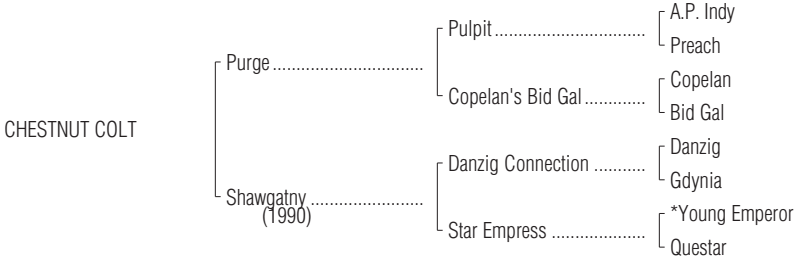 A.P. Indy
Pulpit..............................
Preach
Purge..............................
Copelan
Copelan's Bid Gal.............
Bid Gal
CHESTNUT COLT
Danzig
Danzig Connection ...........
Gdynia
Shawgatny ........................
(1990)
*Young Emperor
Star Empress ....................
Questar